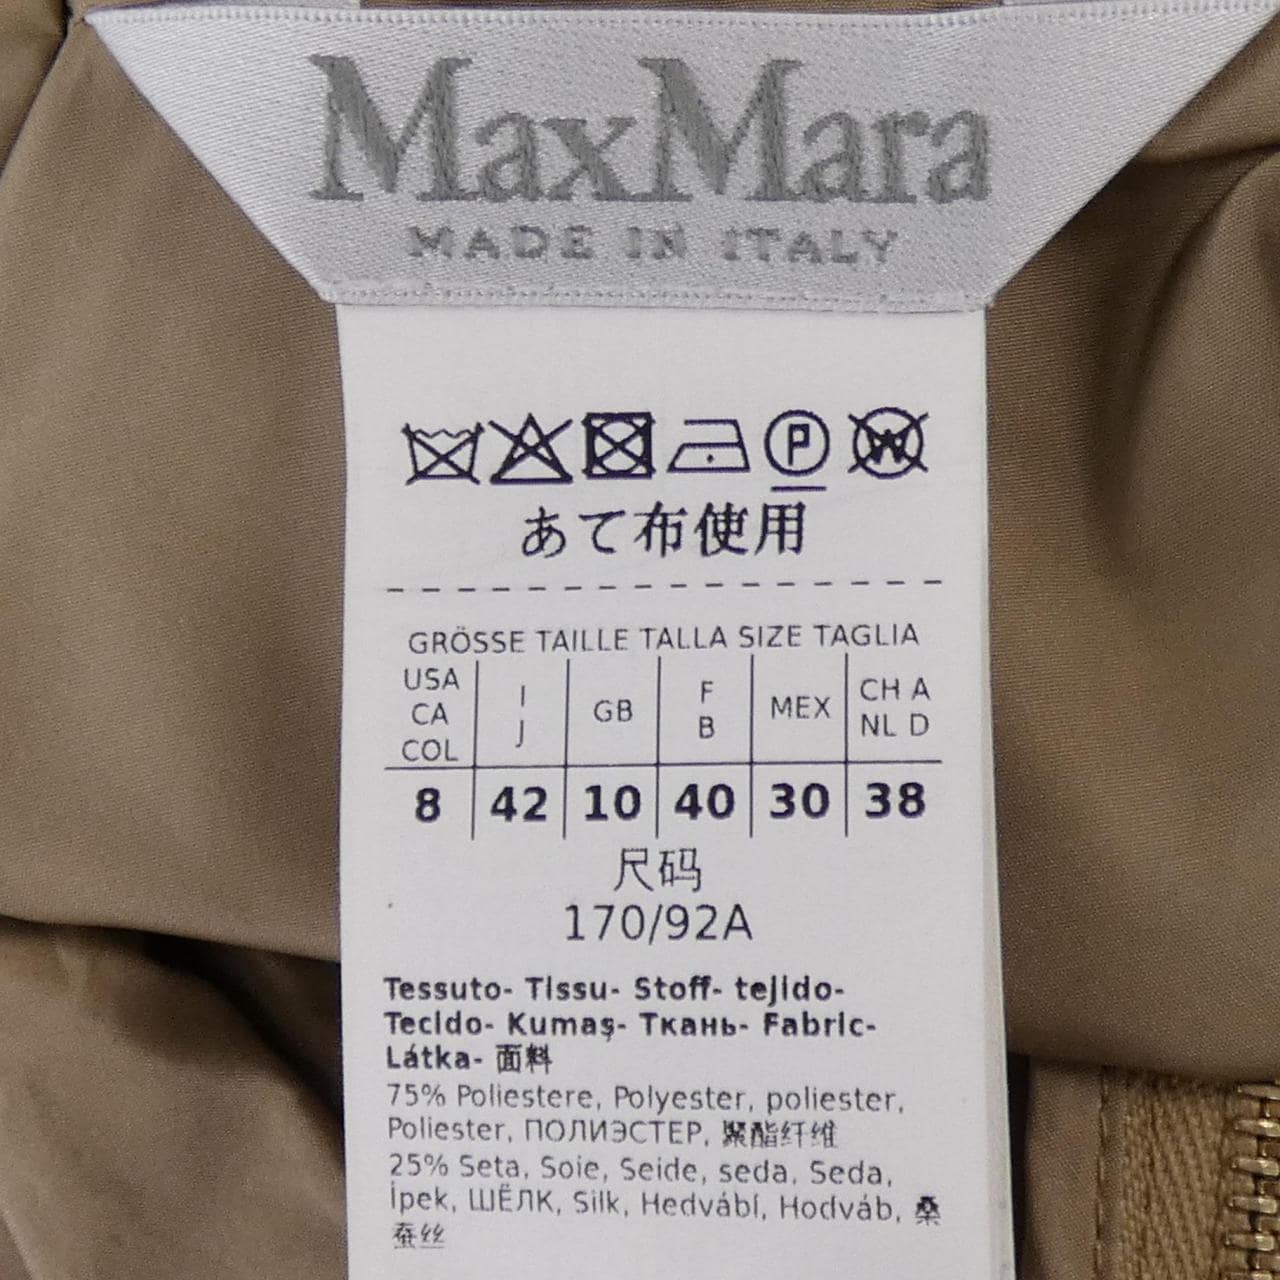 MaxMara
MADE IN ITALY
P W
あて布使用
GRÖSSE TAILLE TALLA SIZE TAGLIA
USA CA COL | I J | GB | F B | MEX | CH A NL D
8 | 42 | 10 | 40 | 30 | 38
尺码
170/92A
Tessuto- Tissu- Stoff- tejido-
Tecido- Kumaş- Ткань- Fabric-
Látka- 面料
75% Poliestere, Polyester, poliester,
Poliester, ПОЛИЭСТЕР, 聚酯纤维
25% Seta, Soie, Seide, seda, Seda,
İpek, ШЁЛК, Silk, Hedvábí, Hodváb, 桑
蚕丝